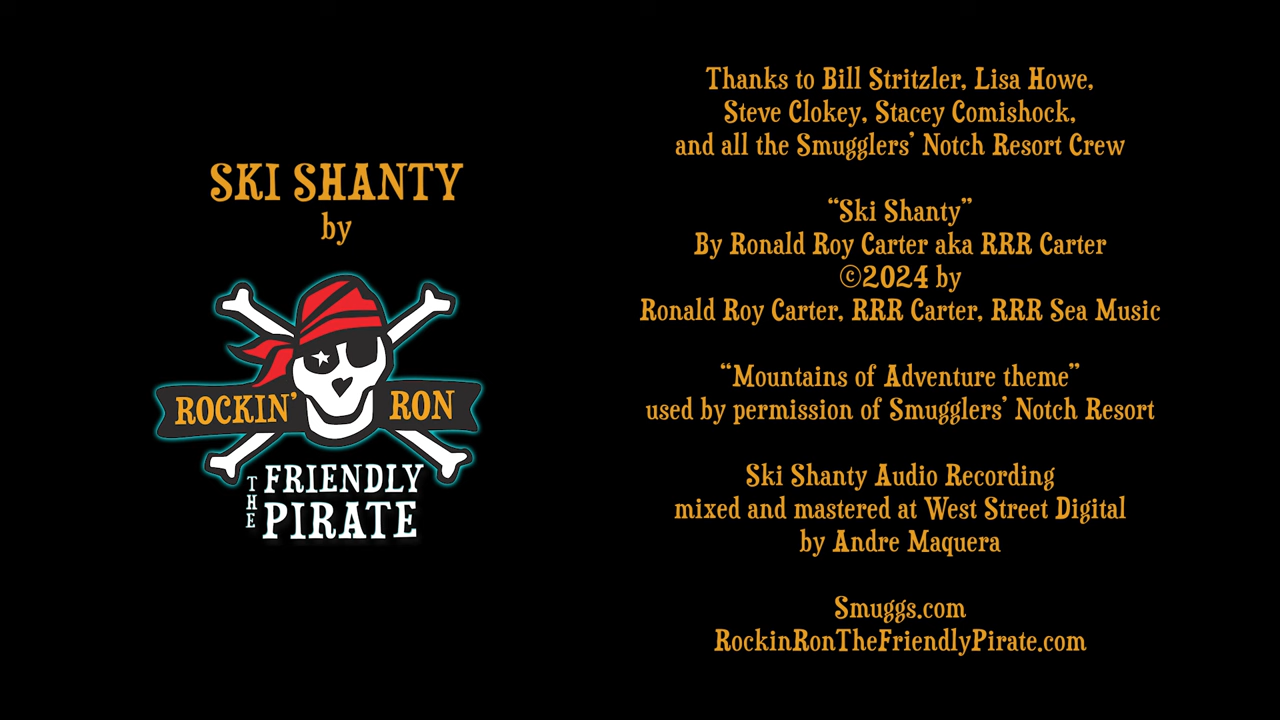 SKI SHANTY
by
ROCKIN' RON
THE FRIENDLY
PIRATE
Thanks to Bill Stritzler, Lisa Howe,
Steve Clokey, Stacey Comishock,
and all the Smugglers’ Notch Resort Crew
“Ski Shanty”
By Ronald Roy Carter aka RRR Carter
©2024 by
Ronald Roy Carter, RRR Carter, RRR Sea Music
“Mountains of Adventure theme”
used by permission of Smugglers’ Notch Resort
Ski Shanty Audio Recording
mixed and mastered at West Street Digital
by Andre Maquera
Smuggs.com
RockinRonTheFriendlyPirate.com